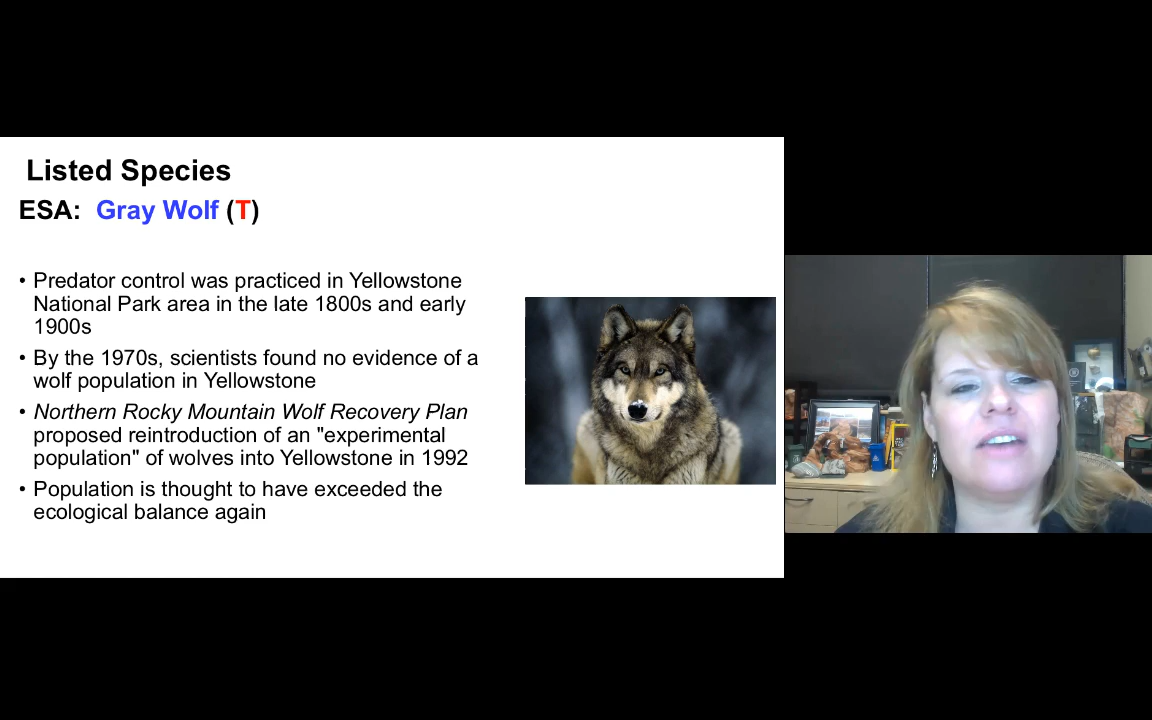 Listed Species
ESA: Gray Wolf (T)
• Predator control was practiced in Yellowstone
National Park area in the late 1800s and early
1900s
• By the 1970s, scientists found no evidence of a
wolf population in Yellowstone
• Northern Rocky Mountain Wolf Recovery Plan
proposed reintroduction of an "experimental
population" of wolves into Yellowstone in 1992
• Population is thought to have exceeded the
ecological balance again